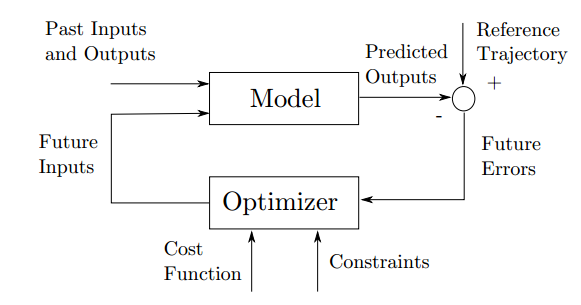 Past Inputs
and Outputs
Reference
Trajectory
Predicted
Outputs
+
Model
-
Future
Inputs
Future
Errors
Optimizer
Cost
Function
Constraints